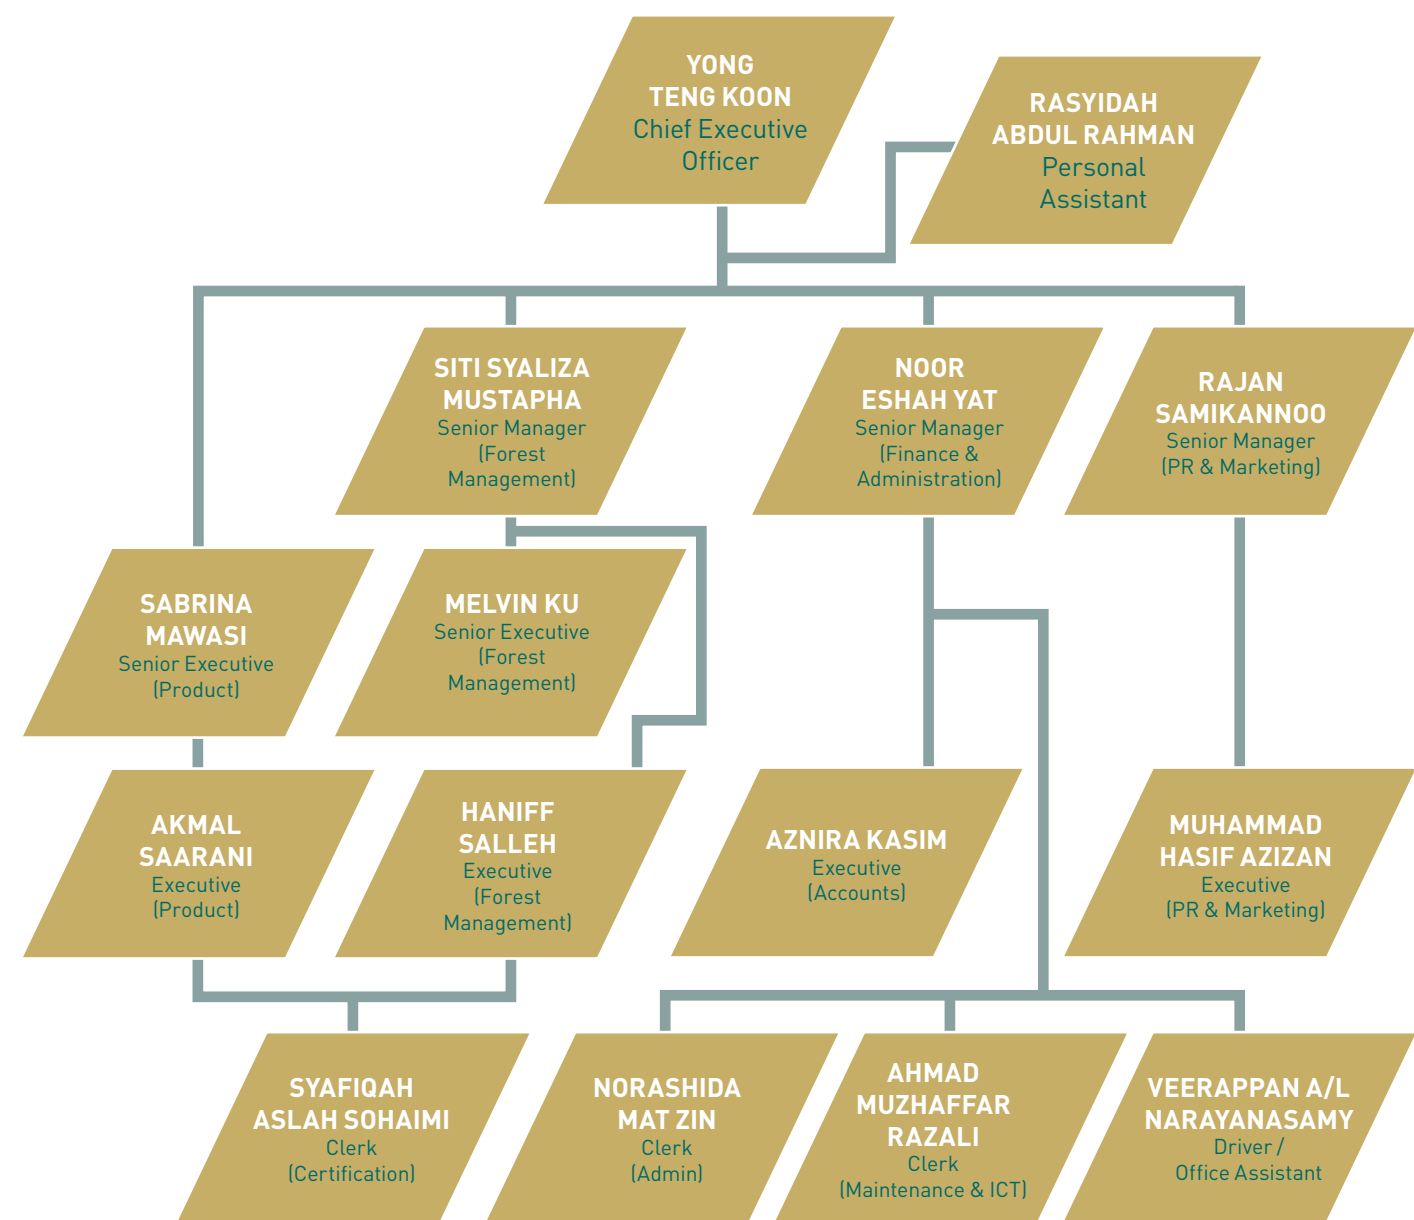 YONG
TENG KOON
Chief Executive
Officer
RASYIDAH
ABDUL RAHMAN
Personal
Assistant
SITI SYALIZA
MUSTAPHA
Senior Manager
(Forest
Management)
NOOR
ESHAH YAT
Senior Manager
(Finance &
Administration)
RAJAN
SAMIKANNOO
Senior Manager
(PR & Marketing)
SABRINA
MAWASI
Senior Executive
(Product)
MELVIN KU
Senior Executive
(Forest
Management)
AKMAL
SAARANI
Executive
(Product)
HANIFF
SALLEH
Executive
(Forest
Management)
AZNIRA KASIM
Executive
(Accounts)
MUHAMMAD
HASIF AZIZAN
Executive
(PR & Marketing)
SYAFIQAH
ASLAH SOHAIMI
Clerk
(Certification)
NORASHIDA
MAT ZIN
Clerk
(Admin)
AHMAD
MUZHAFFAR
RAZALI
Clerk
(Maintenance & ICT)
VEERAPPAN A/L
NARAYANASAMY
Driver /
Office Assistant